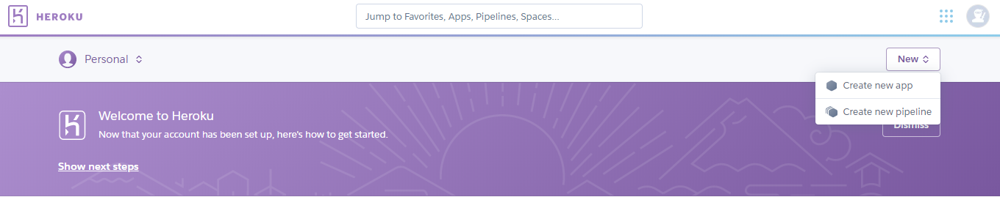 HEROKU
Jump to Favorites, Apps, Pipelines, Spaces...
Personal
New
Create new app
Create new pipeline
Dismiss
Welcome to Heroku
Now that your account has been set up, here's how to get started.
Show next steps